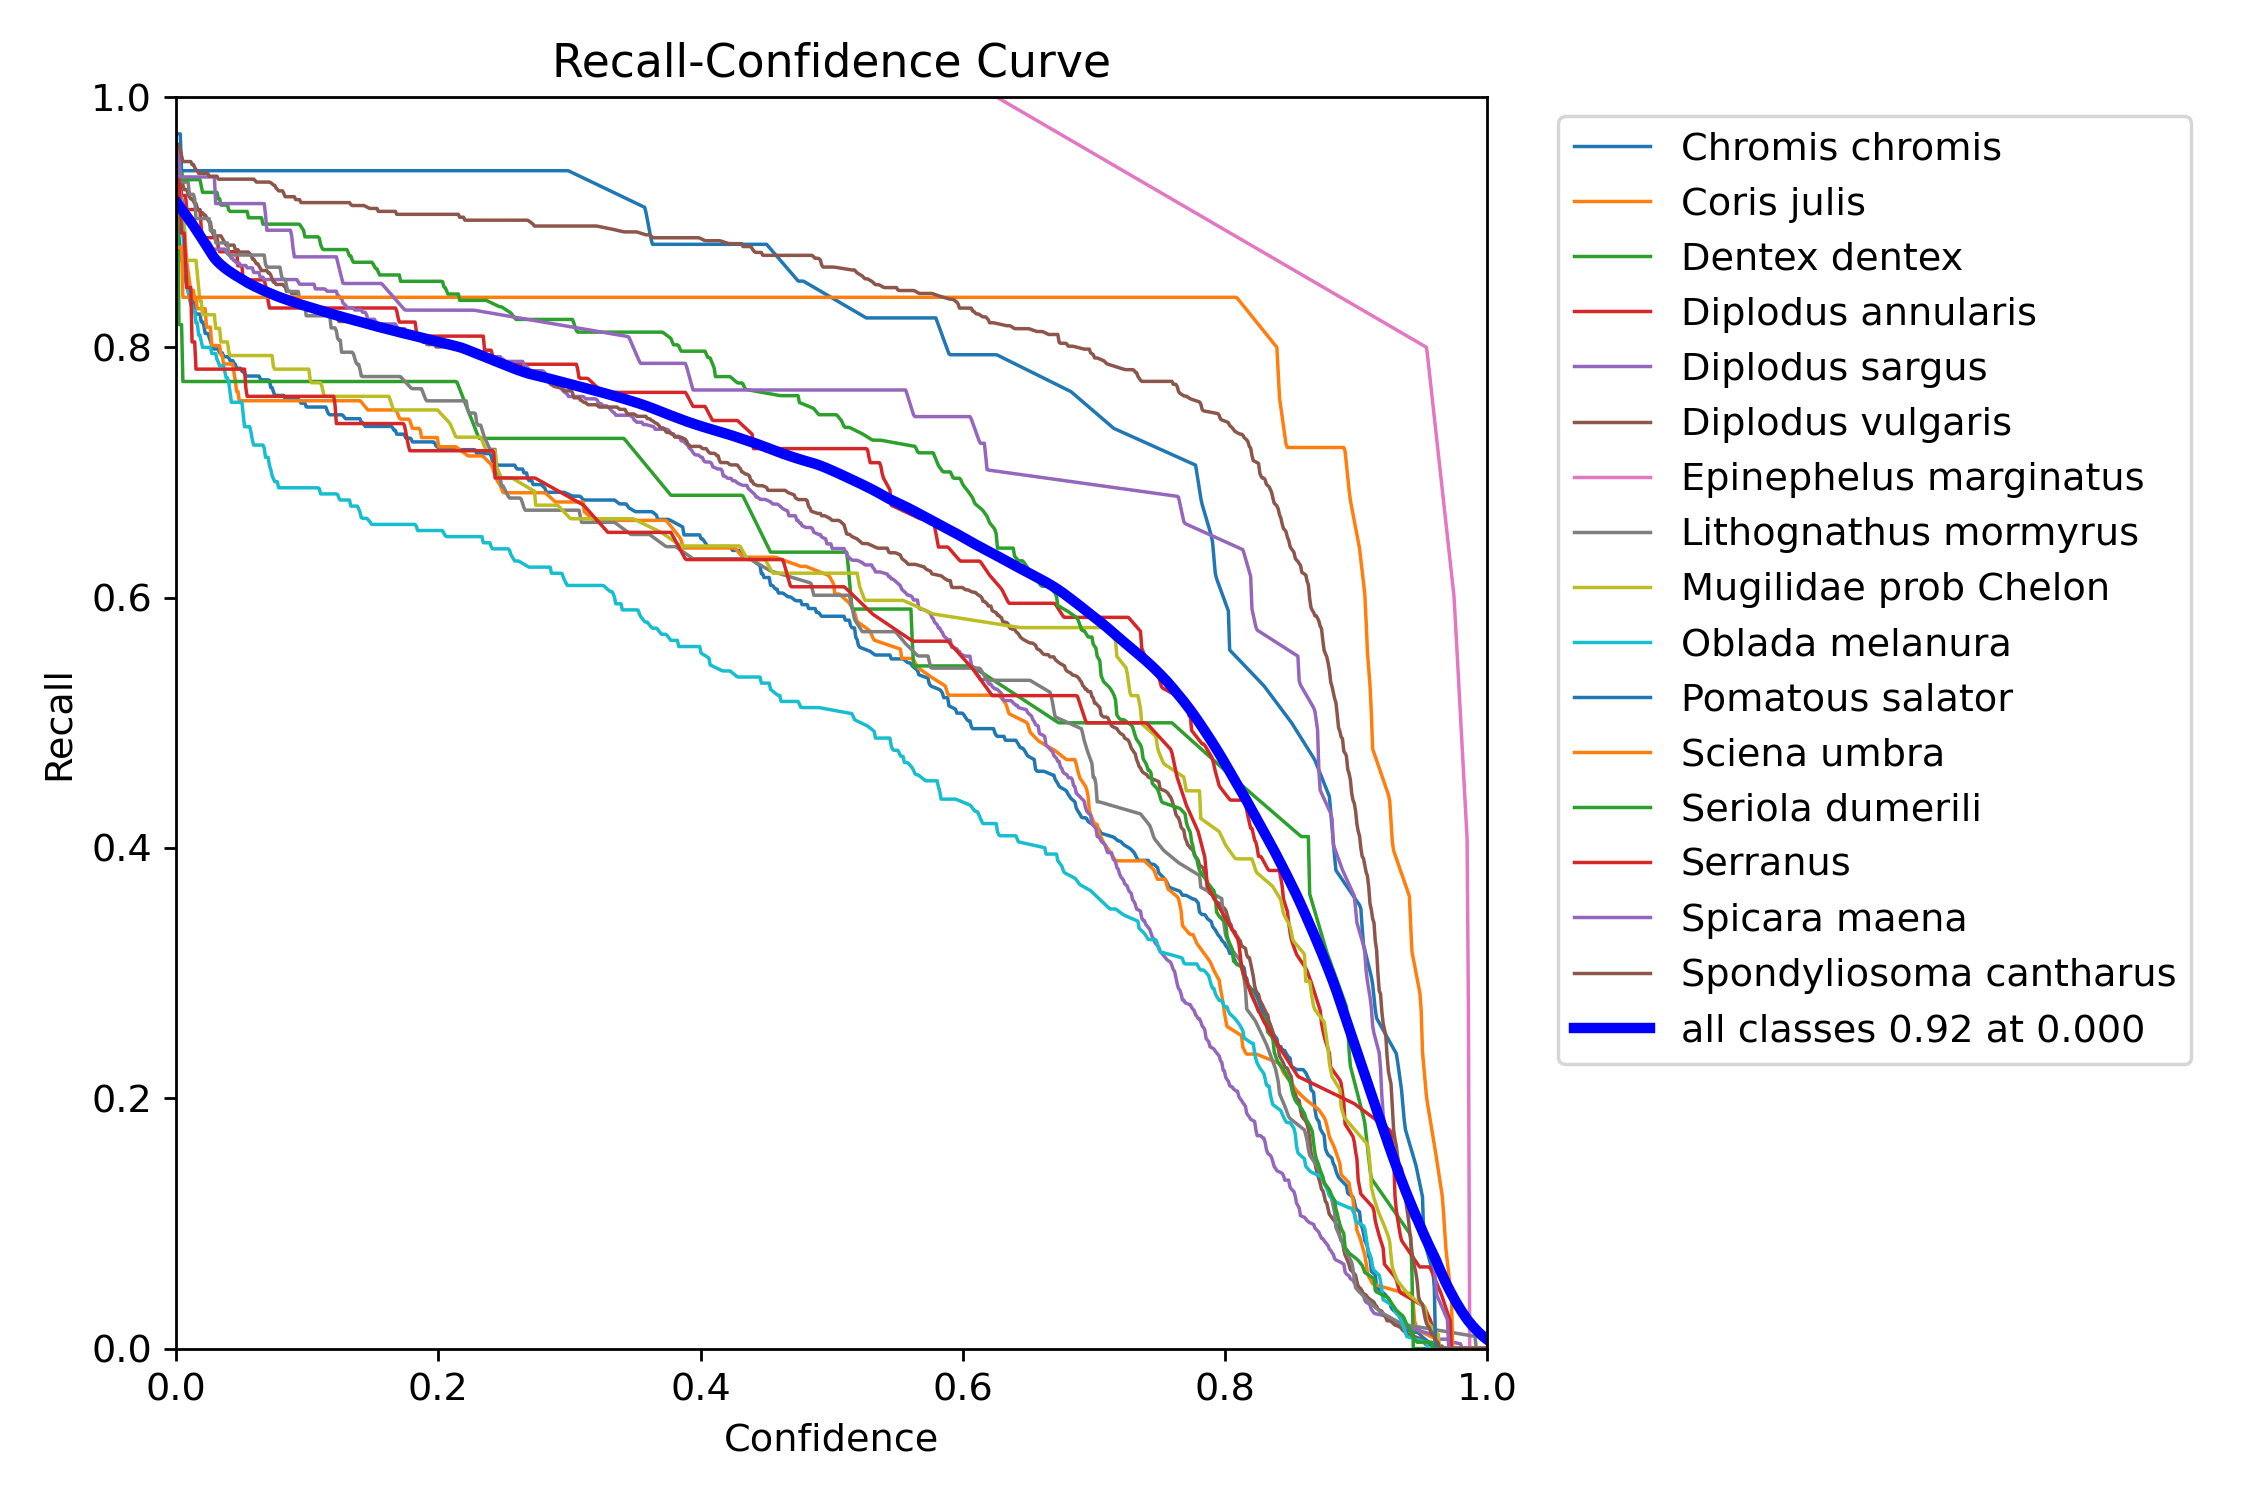 Recall-Confidence Curve
1.0
0.8
0.6
0.4
0.2
0.0
Recall
0.0 0.2 0.4 0.6 0.8 1.0
Confidence
Chromis chromis
Coris julis
Dentex dentex
Diplodus annularis
Diplodus sargus
Diplodus vulgaris
Epinephelus marginatus
Lithognathus mormyrus
Mugilidae prob Chelon
Oblada melanura
Pomatous salator
Sciena umbra
Seriola dumerili
Serranus
Spicara maena
Spondyliosoma cantharus
all classes 0.92 at 0.000